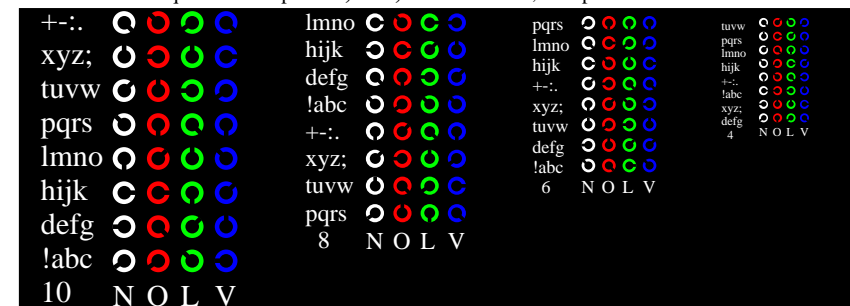 +-:.
xyz;
tuvw
pqrs
lmno
hijk
defg
!abc
10 N O L V
lmno
hijk
defg
!abc
+-:.
xyz;
tuvw
pqrs
8 N O L V
pqrs
lmno
hijk
+-:.
xyz;
tuvw
defg
!abc
6 N O L V
tuvw
pqrs
lmno
hijk
+-:.
!abc
xyz;
defg
4 N O L V